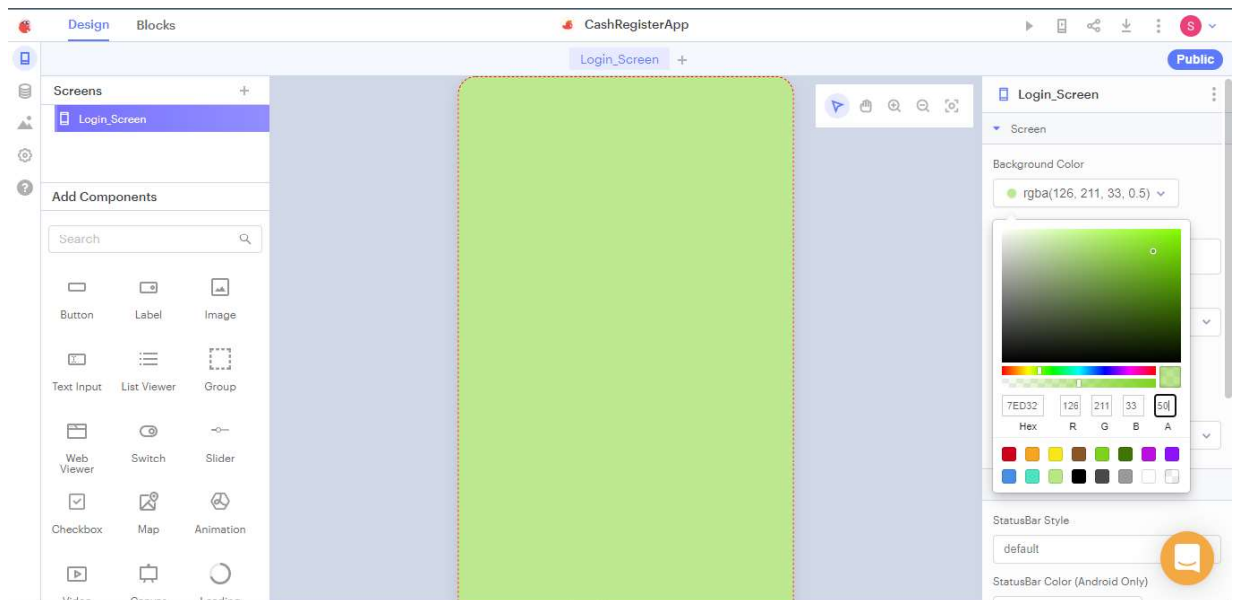 Design Blocks CashRegisterApp S
Login_Screen + Public
Screens +
Login_Screen
Login_Screen
Screen
Background Color
rgba(126, 211, 33, 0.5)
Add Components
Search
Button Label Image
Text Input List Viewer Group
Web Viewer Switch Slider
Checkbox Map Animation
7ED32 126 211 33 50
Hex R G B A
StatusBar Style
default
StatusBar Color (Android Only)